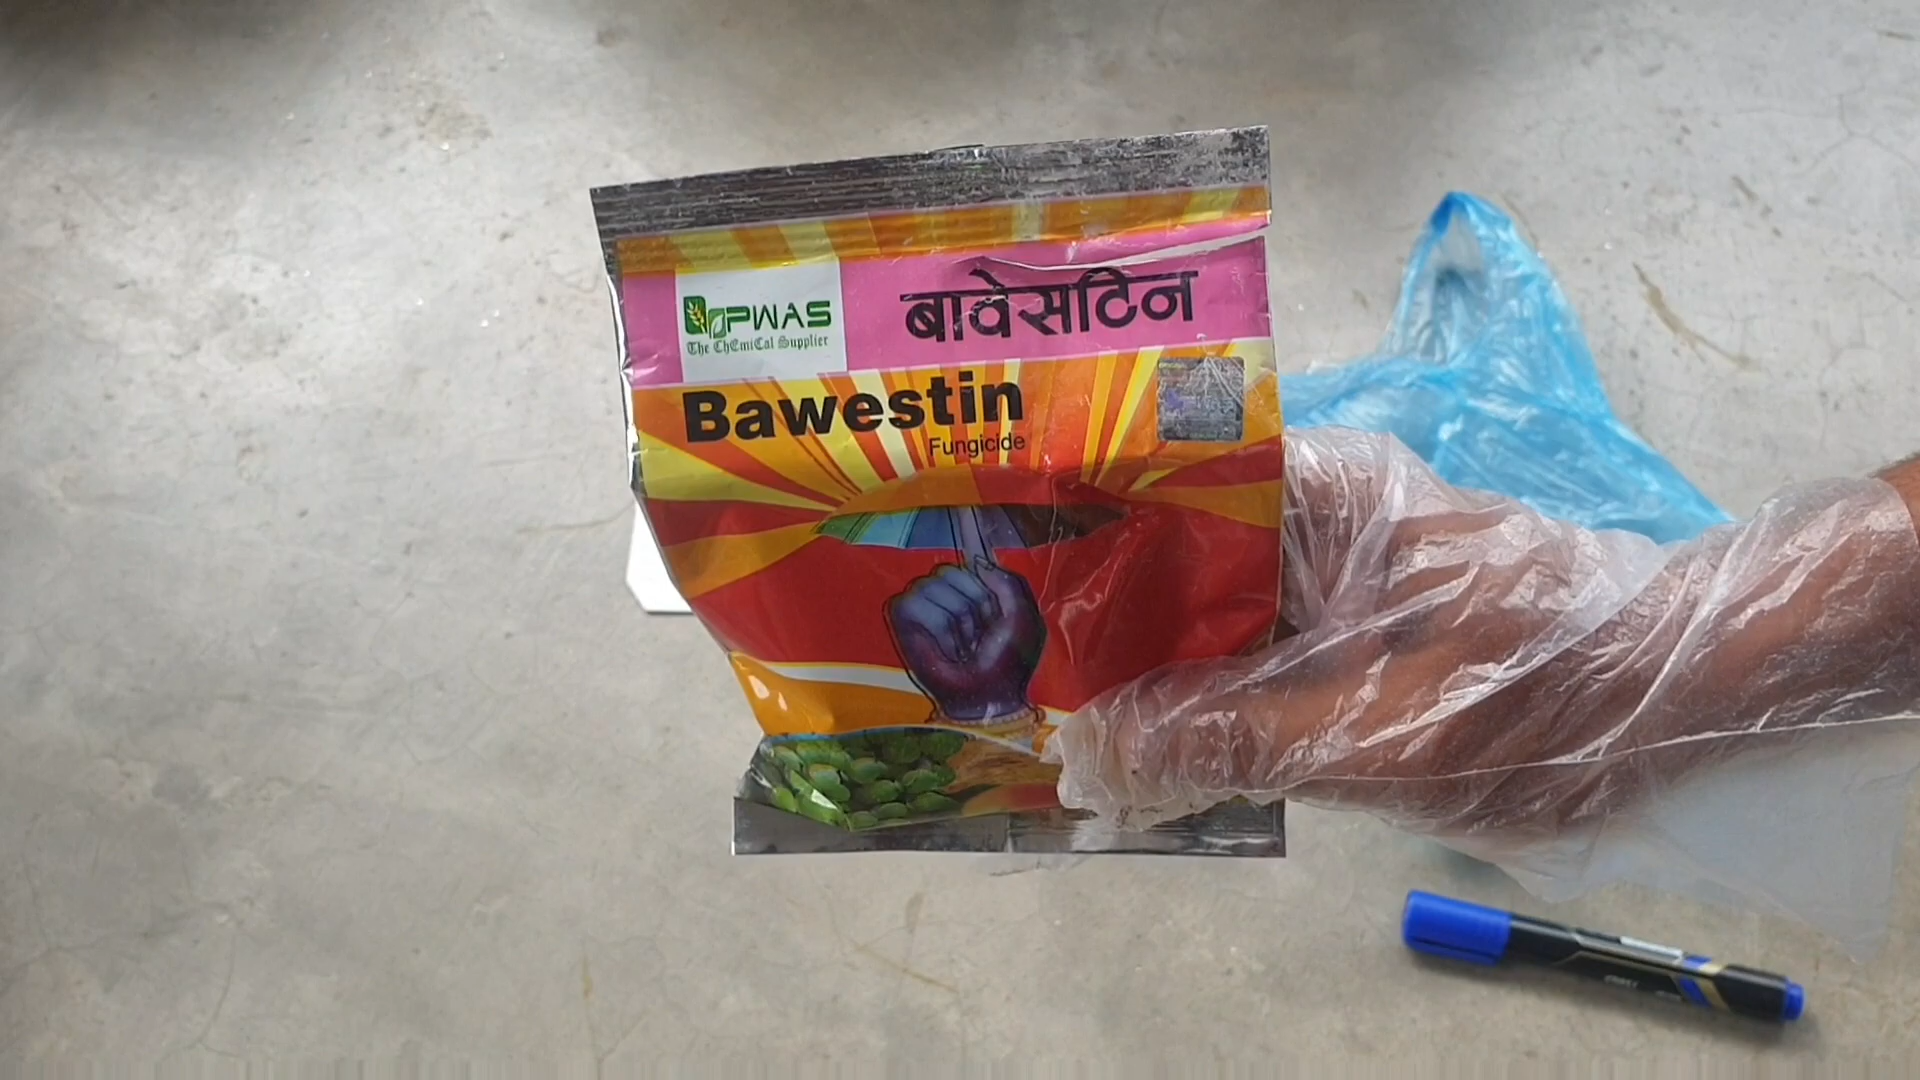 PWAS
The ChEmiCal Supplier
बावेसटिन
Bawestin
Fungicide